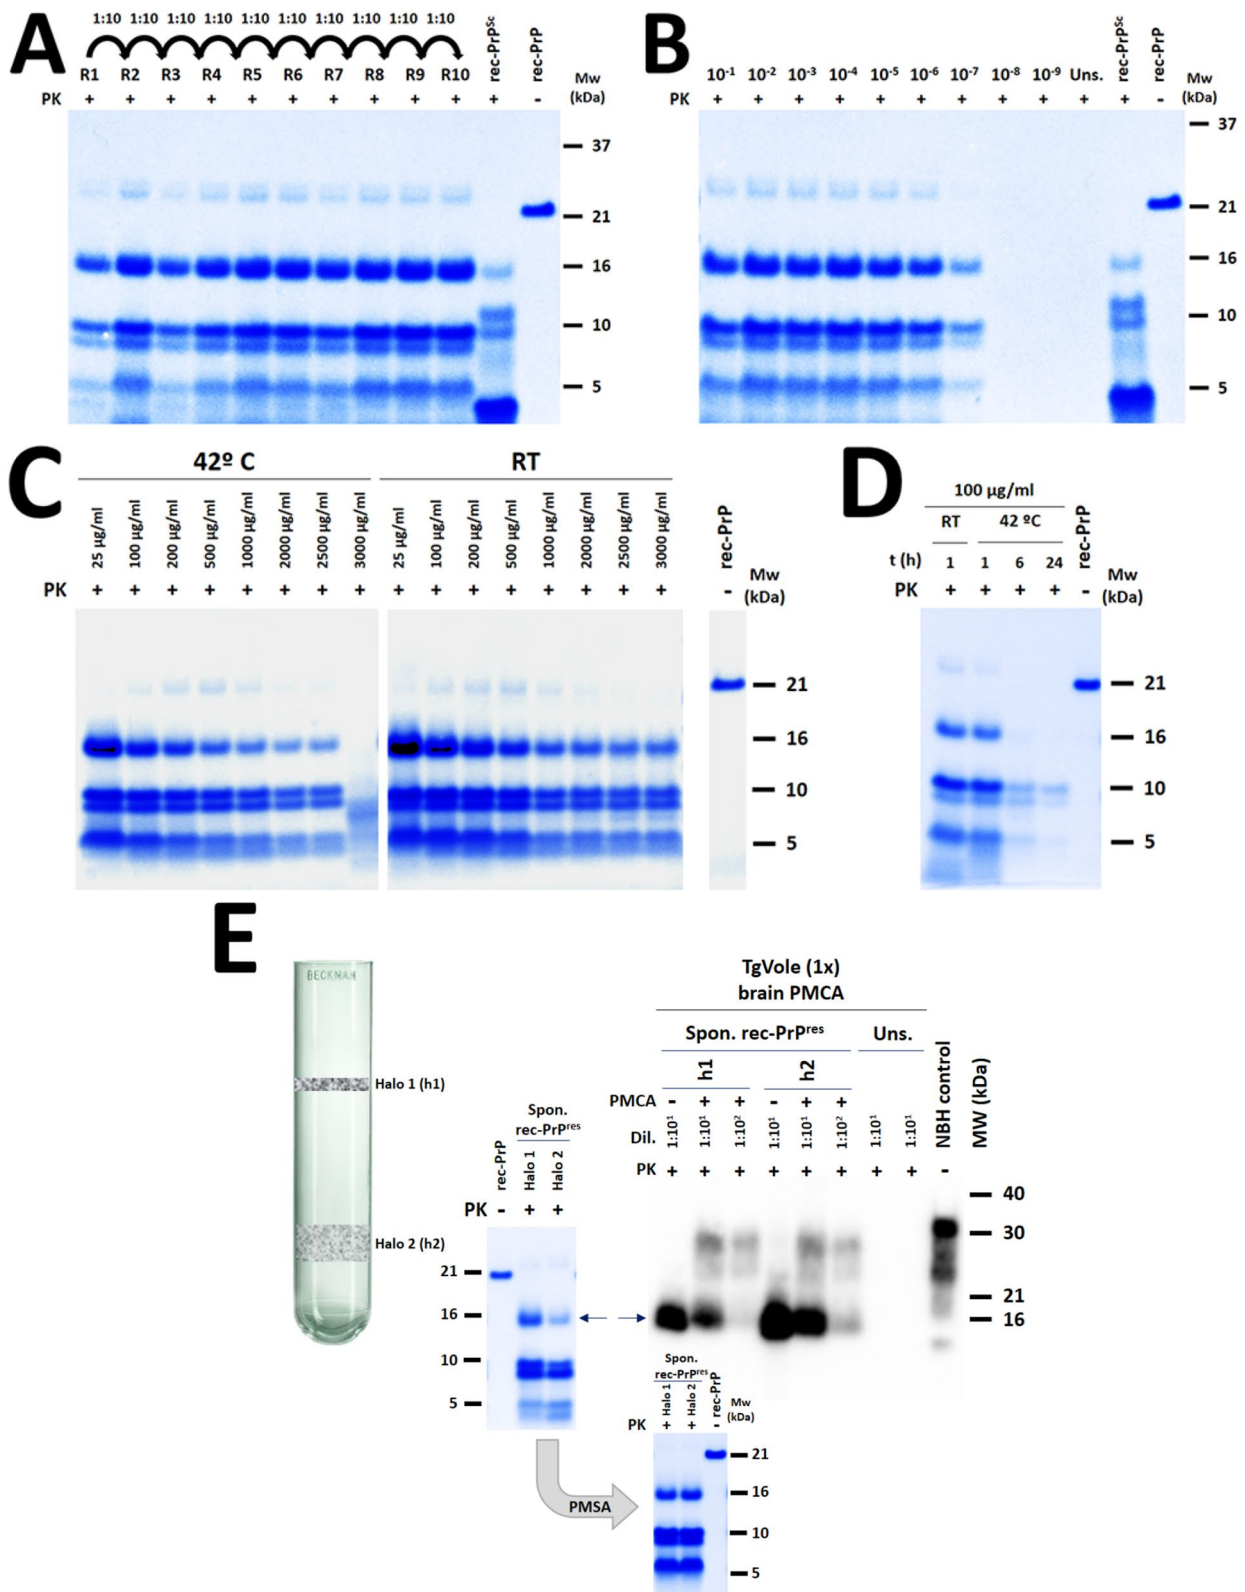 A
1:10 1:10 1:10 1:10 1:10 1:10 1:10 1:10 1:10
R1 R2 R3 R4 R5 R6 R7 R8 R9 R10 rec-PrPSc rec-PrP
Mw
(kDa)
PK + + + + + + + + + + + -
37
21
16
10
5
B
10-1 10-2 10-3 10-4 10-5 10-6 10-7 10-8 10-9 Uns. rec-PrPSc rec-PrP
Mw
(kDa)
PK + + + + + + + + + + + -
37
21
16
10
5
C
42º C RT
25 µg/ml 100 µg/ml 200 µg/ml 500 µg/ml 1000 µg/ml 2000 µg/ml 2500 µg/ml 3000 µg/ml 25 µg/ml 100 µg/ml 200 µg/ml 500 µg/ml 1000 µg/ml 2000 µg/ml 2500 µg/ml 3000 µg/ml rec-PrP
Mw
(kDa)
PK + + + + + + + + + + + + + + + + -
21
16
10
5
D
100 µg/ml
RT 42 ºC rec-PrP
t (h) 1 1 6 24
Mw
(kDa)
PK + + + + -
21
16
10
5
E
BECKMAN
Halo 1 (h1)
Halo 2 (h2)
Spon.
rec-PrPres
rec-PrP Halo 1 Halo 2
PK - + +
21
16
10
5
TgVole (1x)
brain PMCA
Spon. rec-PrPres Uns.
h1 h2 NBH control MW (kDa)
PMCA - + + - + +
Dil. 1:101 1:101 1:102 1:101 1:101 1:102 1:101 1:101
PK + + + + + + + + -
40
30
21
16
PMSA
Spon.
rec-PrPres
Halo 1 Halo 2 rec-PrP
Mw
(kDa)
PK + + -
21
16
10
5